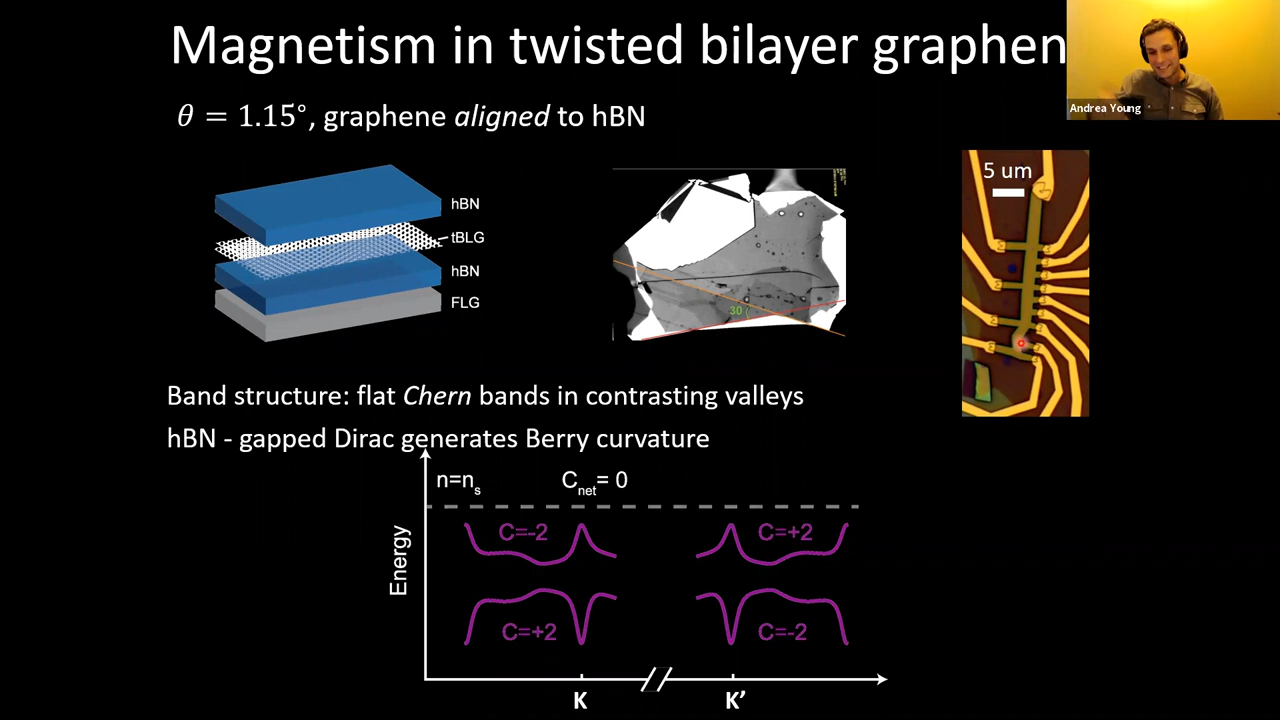 Magnetism in twisted bilayer graphen
Andrea Young
θ = 1.15°, graphene aligned to hBN
hBN
tBLG
hBN
FLG
30
5 um
Band structure: flat Chern bands in contrasting valleys
hBN - gapped Dirac generates Berry curvature
n=nₛ
Cₙₑₜ= 0
C=-2
C=+2
Energy
C=+2
C=-2
K
K’